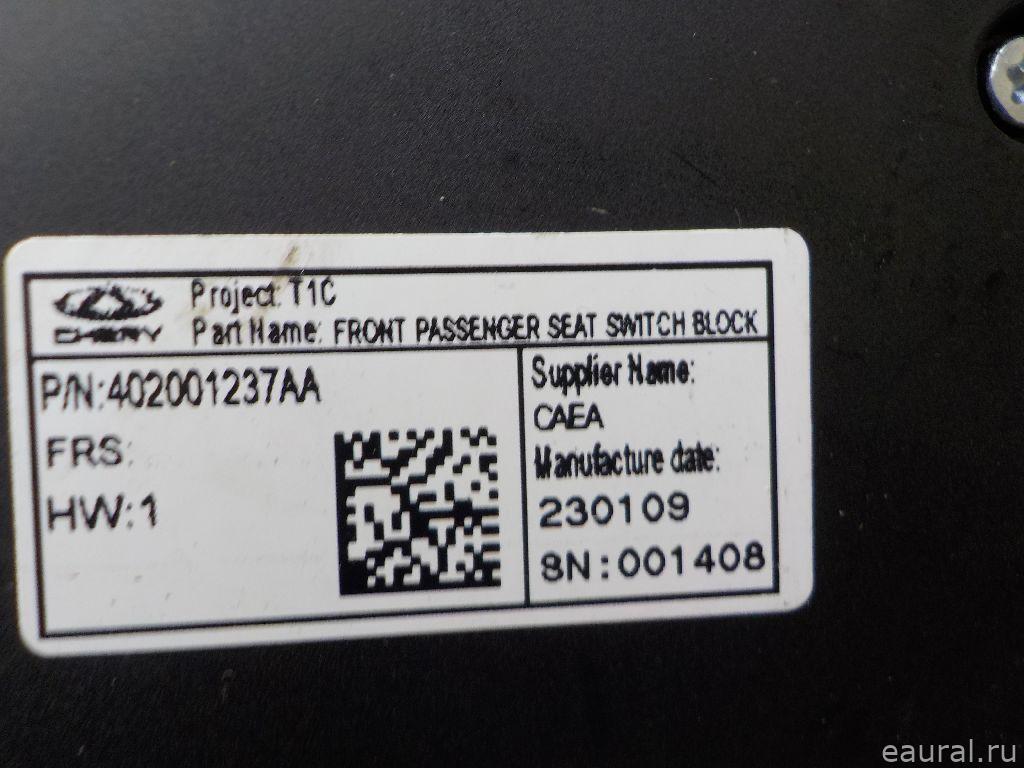 CHERY
Project: T1C
Part Name: FRONT PASSENGER SEAT SWITCH BLOCK
P/N:402001237AA
FRS:
HW:1
Supplier Name:
CAEA
Manufacture date:
230109
SN:001408
eaural.ru